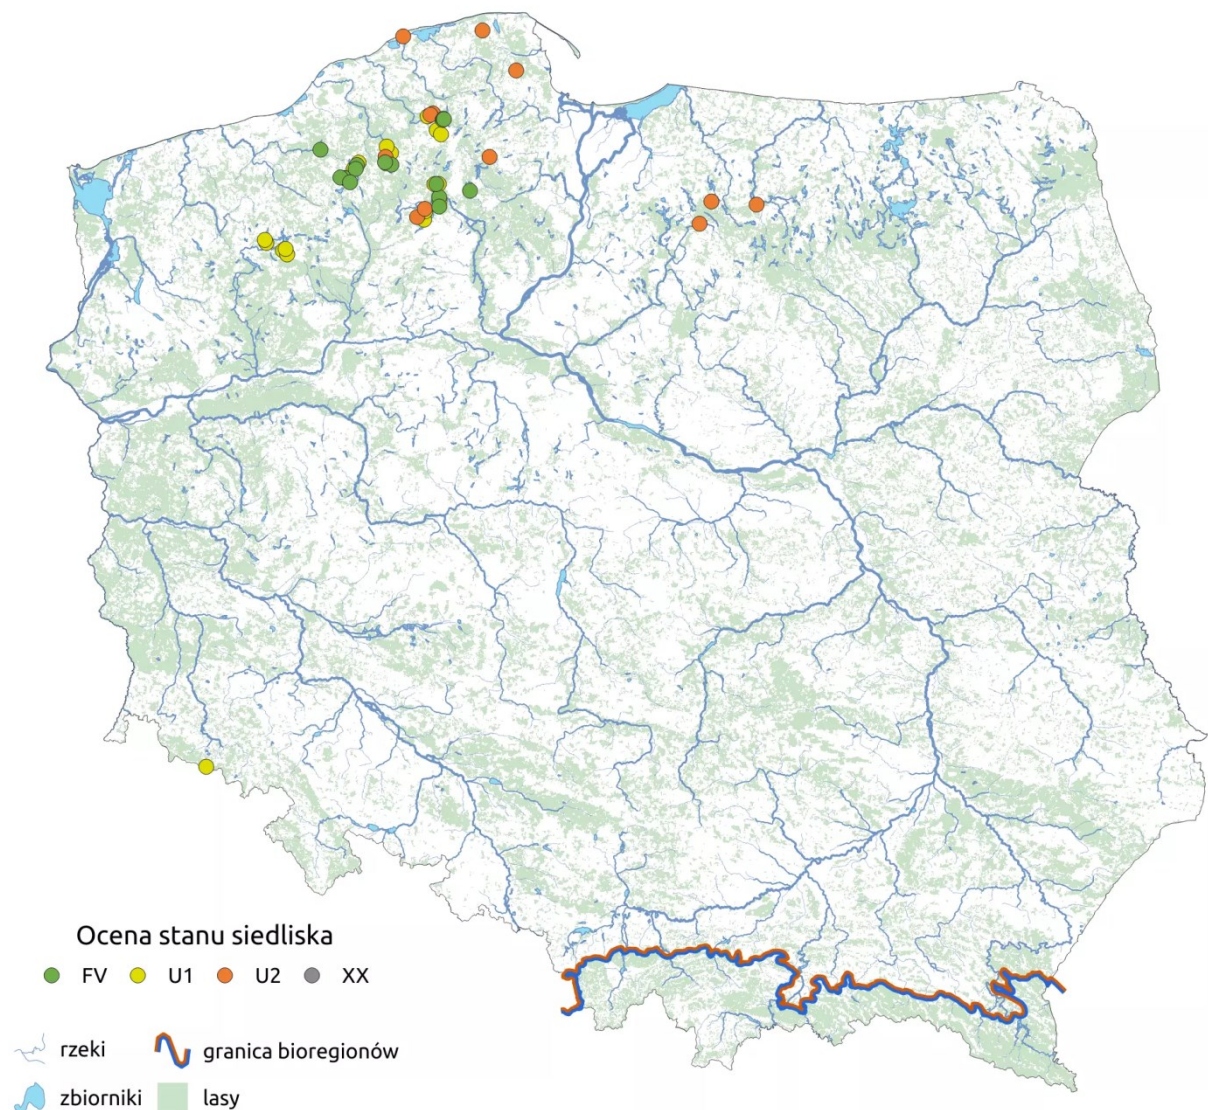 Ocena stanu siedliska
FV U1 U2 XX
rzeki granica bioregionów
zbiorniki lasy